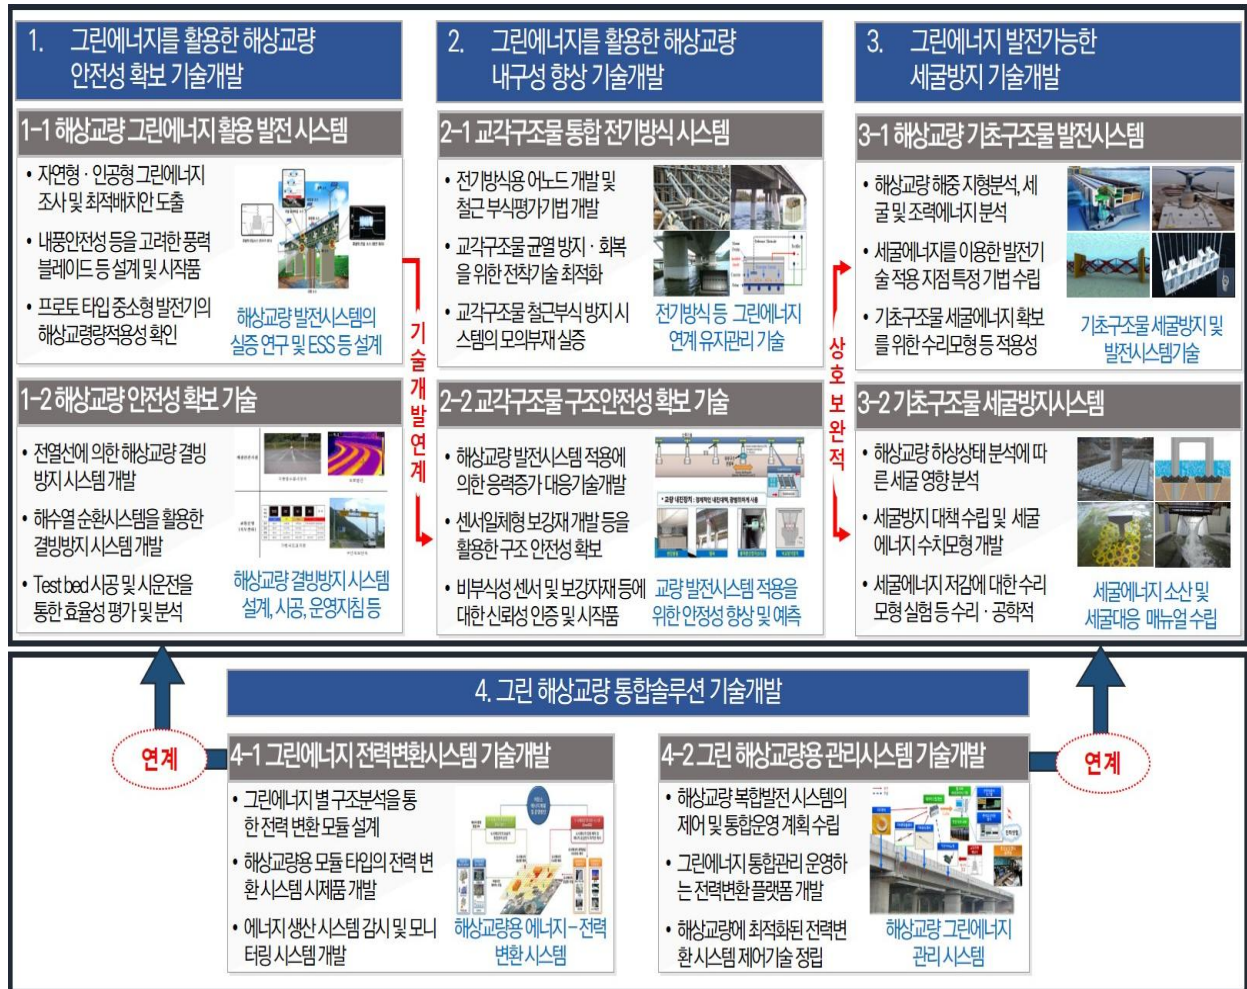 1. 그린에너지를 활용한 해상교량
안전성 확보 기술개발
1-1 해상교량 그린에너지 활용 발전 시스템
• 자연형·인공형 그린에너지
조사 및 최적배치안 도출
• 내풍안전성 등을 고려한 풍력
블레이드 등 설계 및 시작품
• 프로토 타입 중소형 발전기의
해상교량량적용성 확인
해상교량 발전시스템의
실증 연구 및 ESS 등 설계
1-2 해상교량 안전성 확보 기술
• 전열선에 의한 해상교량 결빙
방지 시스템 개발
• 해수열 순환시스템을 활용한
결빙방지 시스템 개발
• Test bed 시공 및 시운전을
통한 효율성 평가 및 분석
해상교량 결빙방지 시스템
설계, 시공, 운영지침 등
기술개발연계
2. 그린에너지를 활용한 해상교량
내구성 향상 기술개발
2-1 교각구조물 통합 전기방식 시스템
• 전기방식용 어노드 개발 및
철근 부식평가기법 개발
• 교각구조물 균열 방지·회복
을 위한 전착기술 최적화
• 교각구조물 철근부식 방지 시
스템의 모의부재 실증
전기방식 등 그린에너지
연계 유지관리 기술
2-2 교각구조물 구조안전성 확보 기술
• 해상교량 발전시스템 적용에
의한 응력증가 대응기술개발
• 센서일체형 보강재 개발 등을
활용한 구조 안전성 확보
• 비부식성 센서 및 보강자재 등에
대한 신뢰성 인증 및 시작품
교량 발전시스템 적용을
위한 안정성 향상 및 예측
상호 보완적
3. 그린에너지 발전가능한
세굴방지 기술개발
3-1 해상교량 기초구조물 발전시스템
• 해상교량 해중 지형분석, 세
굴 및 조력에너지 분석
• 세굴에너지를 이용한 발전기
술 적용 지점 특정 기법 수립
• 기초구조물 세굴에너지 확보
를 위한 수리모형 등 적용성
기초구조물 세굴방지 및
발전시스템기술
3-2 기초구조물 세굴방지시스템
• 해상교량 하상상태 분석에 따
른 세굴 영향 분석
• 세굴방지 대책 수립 및 세굴
에너지 수치모형 개발
• 세굴에너지 저감에 대한 수리
모형 실험 등 수리·공학적
세굴에너지 소산 및
세굴대응 매뉴얼 수립
4. 그린 해상교량 통합솔루션 기술개발
연계
4-1 그린에너지 전력변환시스템 기술개발
• 그린에너지 별 구조분석을 통
한 전력 변환 모듈 설계
• 해상교량용 모듈 타입의 전력 변
환 시스템 시제품 개발
• 에너지 생산 시스템 감시 및 모니
터링 시스템 개발
해상교량용 에너지-전력
변환 시스템
4-2 그린 해상교량용 관리시스템 기술개발
• 해상교량 복합발전 시스템의
제어 및 통합운영 계획 수립
• 그린에너지 통합관리 운영하
는 전력변환 플랫폼 개발
• 해상교량에 최적화된 전력변
환 시스템 제어기술 정립
해상교량 그린에너지
관리 시스템
연계